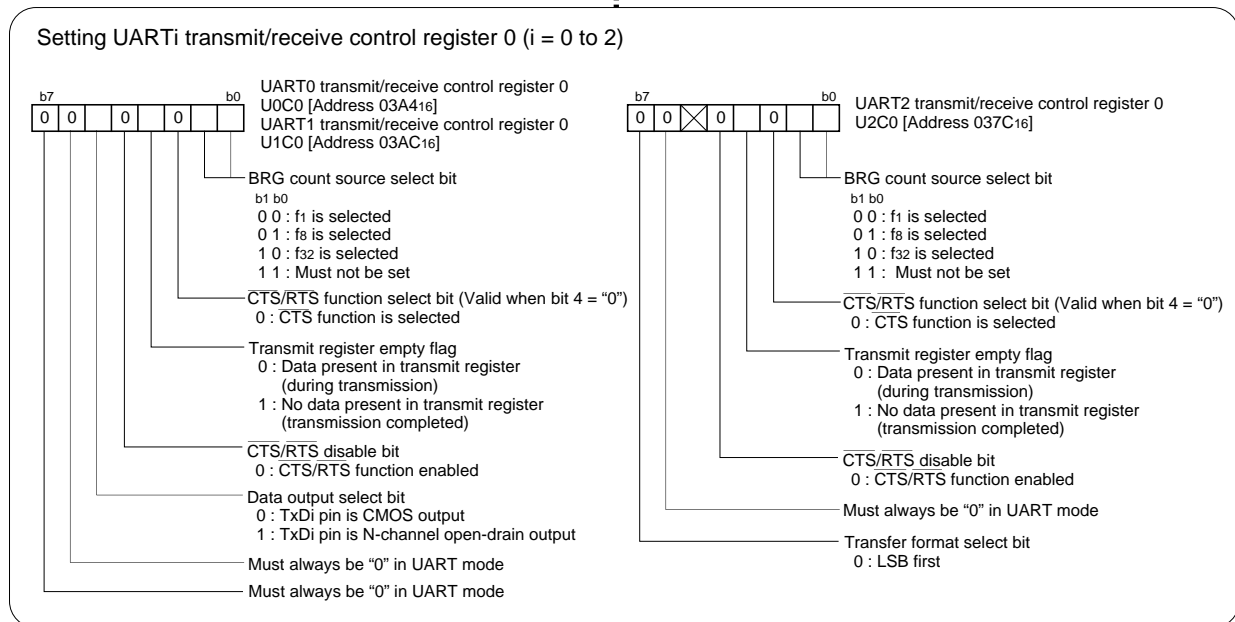 Setting UARTi transmit/receive control register 0 (i = 0 to 2)
b7 b0
0 0 0 0
UART0 transmit/receive control register 0
U0C0 [Address 03A416]
UART1 transmit/receive control register 0
U1C0 [Address 03AC16]
BRG count source select bit
b1 b0
0 0 : f1 is selected
0 1 : f8 is selected
1 0 : f32 is selected
1 1 : Must not be set
CTS/RTS function select bit (Valid when bit 4 = “0”)
0 : CTS function is selected
Transmit register empty flag
0 : Data present in transmit register
(during transmission)
1 : No data present in transmit register
(transmission completed)
CTS/RTS disable bit
0 : CTS/RTS function enabled
Data output select bit
0 : TxDi pin is CMOS output
1 : TxDi pin is N-channel open-drain output
Must always be “0” in UART mode
Must always be “0” in UART mode
b7 b0
0 0 0 0
UART2 transmit/receive control register 0
U2C0 [Address 037C16]
BRG count source select bit
b1 b0
0 0 : f1 is selected
0 1 : f8 is selected
1 0 : f32 is selected
1 1 : Must not be set
CTS/RTS function select bit (Valid when bit 4 = “0”)
0 : CTS function is selected
Transmit register empty flag
0 : Data present in transmit register
(during transmission)
1 : No data present in transmit register
(transmission completed)
CTS/RTS disable bit
0 : CTS/RTS function enabled
Must always be “0” in UART mode
Transfer format select bit
0 : LSB first